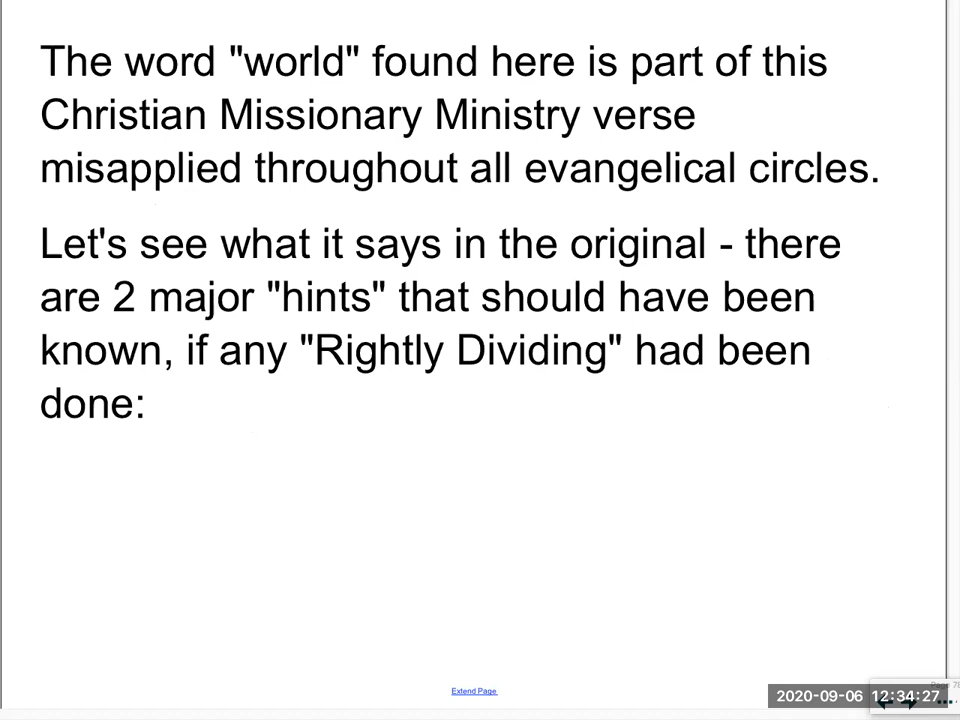 The word "world" found here is part of this
Christian Missionary Ministry verse
misapplied throughout all evangelical circles.
Let's see what it says in the original - there
are 2 major "hints" that should have been
known, if any "Rightly Dividing" had been
done:
Extend Page
2020-09-06 12:34:27